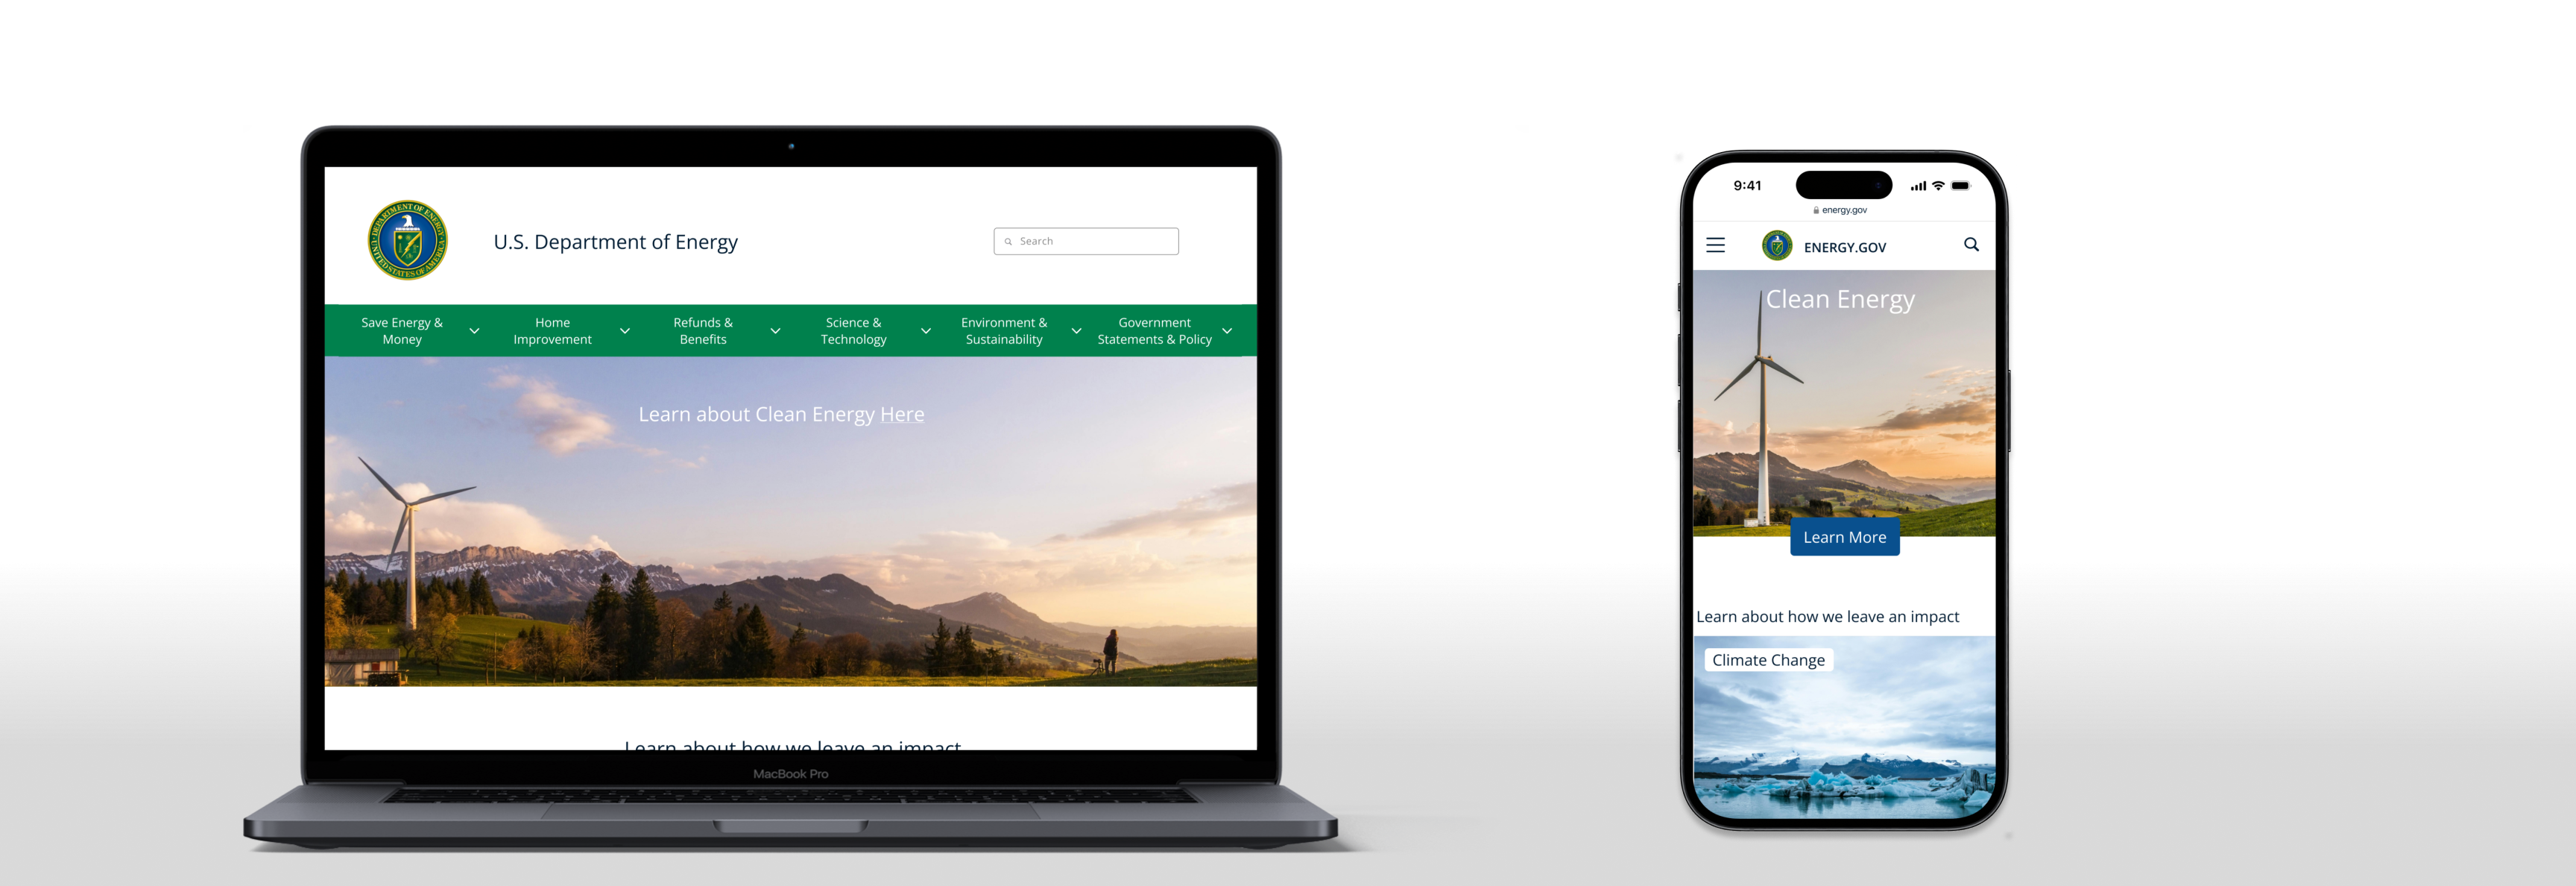 DEPARTMENT OF ENERGY
UNITED STATES OF AMERICA
U.S. Department of Energy
Search
Save Energy &
Money
Home
Improvement
Refunds &
Benefits
Science &
Technology
Environment &
Sustainability
Government
Statements & Policy
Learn about Clean Energy Here
Learn about how we leave an impact
MacBook Pro
9:41
energy.gov
ENERGY.GOV
Clean Energy
Learn More
Learn about how we leave an impact
Climate Change